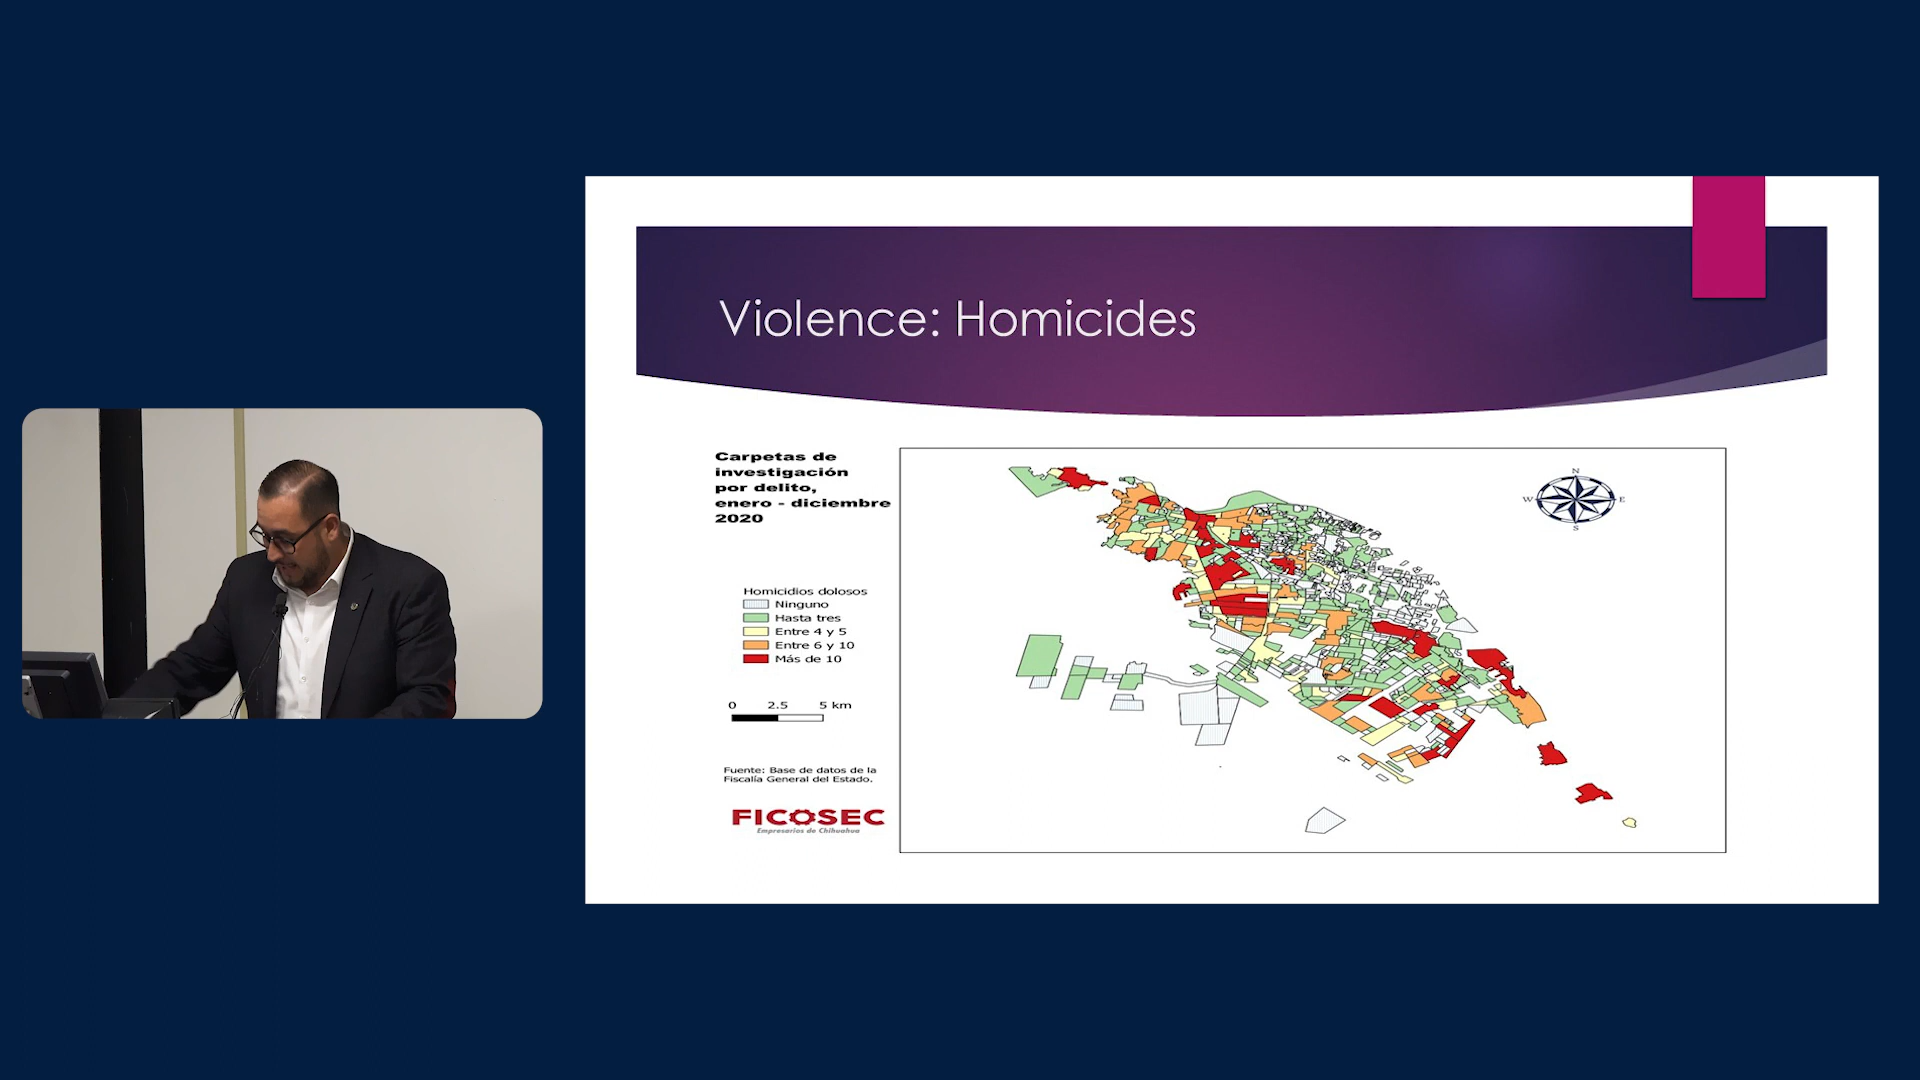 Violence: Homicides
Carpetas de
investigación
por delito,
enero - diciembre
2020
Homicidios dolosos
Ninguno
Hasta tres
Entre 4 y 5
Entre 6 y 10
Más de 10
0 2.5 5 km
Fuente: Base de datos de la
Fiscalía General del Estado.
FICOSEC
Empresarios de Chihuahua
N
W E
S